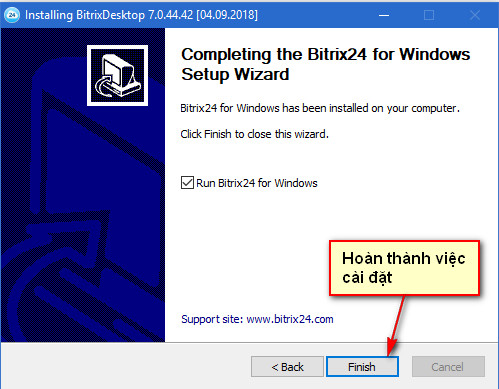 24 Installing BitrixDesktop 7.0.44.42 [04.09.2018]
Completing the Bitrix24 for Windows
Setup Wizard
Bitrix24 for Windows has been installed on your computer.
Click Finish to close this wizard.
Run Bitrix24 for Windows
Hoàn thành việc
cài đặt
Support site: www.bitrix24.com
< Back
Finish
Cancel